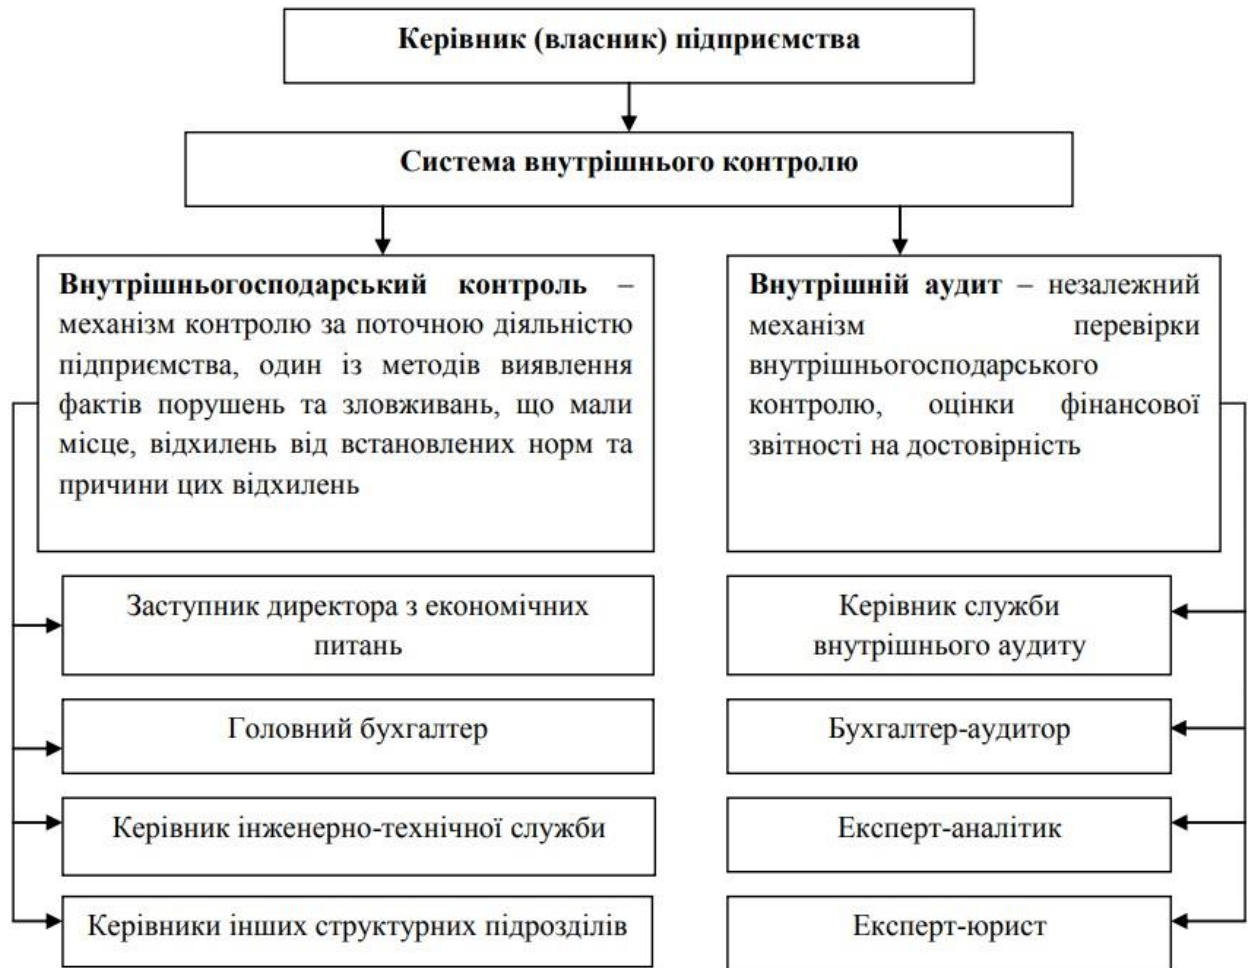 Керівник (власник) підприємства
Система внутрішнього контролю
Внутрішньогосподарський контроль –
механізм контролю за поточною діяльністю
підприємства, один із методів виявлення
фактів порушень та зловживань, що мали
місце, відхилень від встановлених норм та
причини цих відхилень
Внутрішній аудит – незалежний
механізм перевірки
внутрішньогосподарського
контролю, оцінки фінансової
звітності на достовірність
Заступник директора з економічних
питань
Головний бухгалтер
Керівник інженерно-технічної служби
Керівники інших структурних підрозділів
Керівник служби
внутрішнього аудиту
Бухгалтер-аудитор
Експерт-аналітик
Експерт-юрист